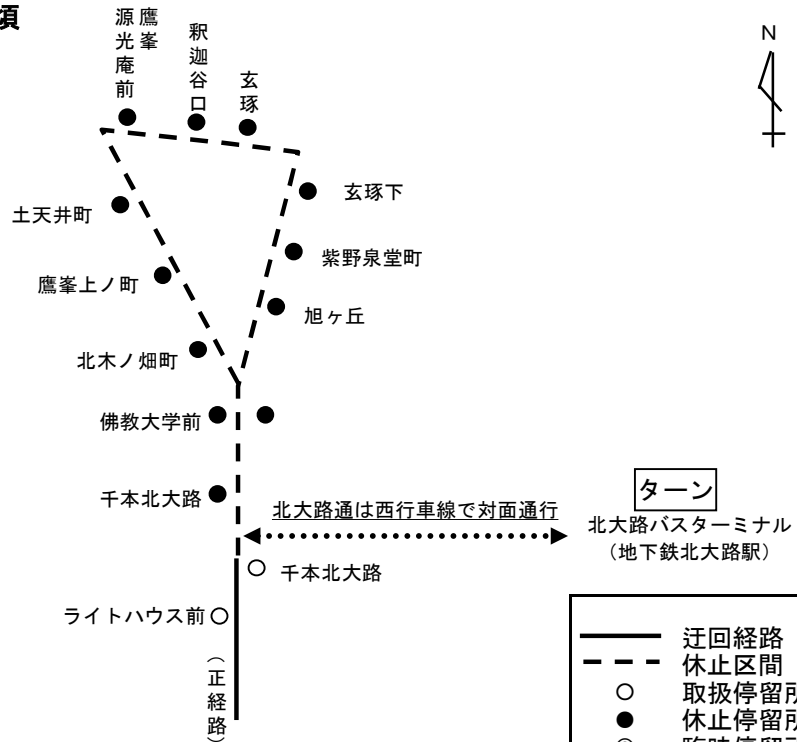 項
鷹峯
源光庵前
釈迦谷口
玄琢
N
土天井町
玄琢下
鷹峯上ノ町
紫野泉堂町
旭ヶ丘
北木ノ畑町
佛教大学前
千本北大路
北大路通は西行車線で対面通行
ターン
北大路バスターミナル
（地下鉄北大路駅）
千本北大路
ライトハウス前
（正経路）
迂回経路
休止区間
取扱停留所
休止停留所